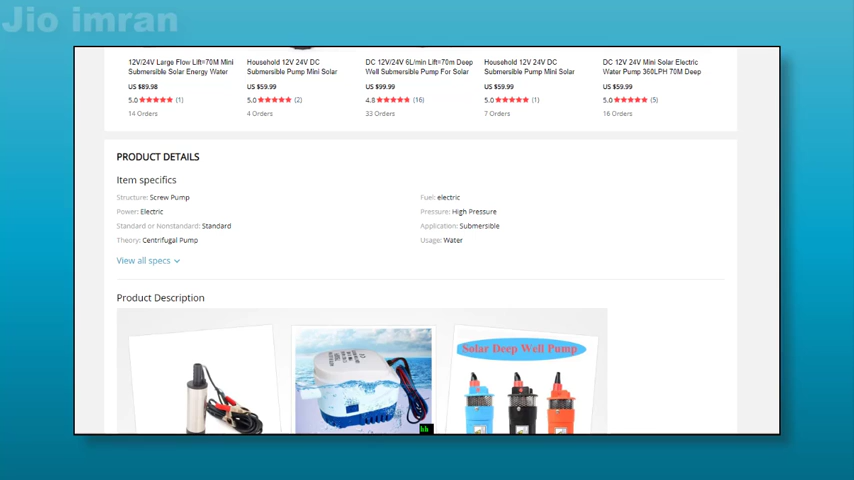 Jio imran
12V/24V Large Flow Lift=70M Mini
Submersible Solar Energy Water
US $89.98
5.0 (1)
14 Orders
Household 12V 24V DC
Submersible Pump Mini Solar
US $59.99
5.0 (2)
4 Orders
DC 12V/24V 6L/min Lift=70m Deep
Well Submersible Pump For Solar
US $99.99
4.8 (16)
33 Orders
Household 12V 24V DC
Submersible Pump Mini Solar
US $59.99
5.0 (1)
7 Orders
DC 12V 24V Mini Solar Electric
Water Pump 360LPH 70M Deep
US $59.99
5.0 (5)
16 Orders
PRODUCT DETAILS
Item specifics
Structure: Screw Pump
Fuel: electric
Power: Electric
Pressure: High Pressure
Standard or Nonstandard: Standard
Application: Submersible
Theory: Centrifugal Pump
Usage: Water
View all specs
Product Description
Solar Deep Well Pump